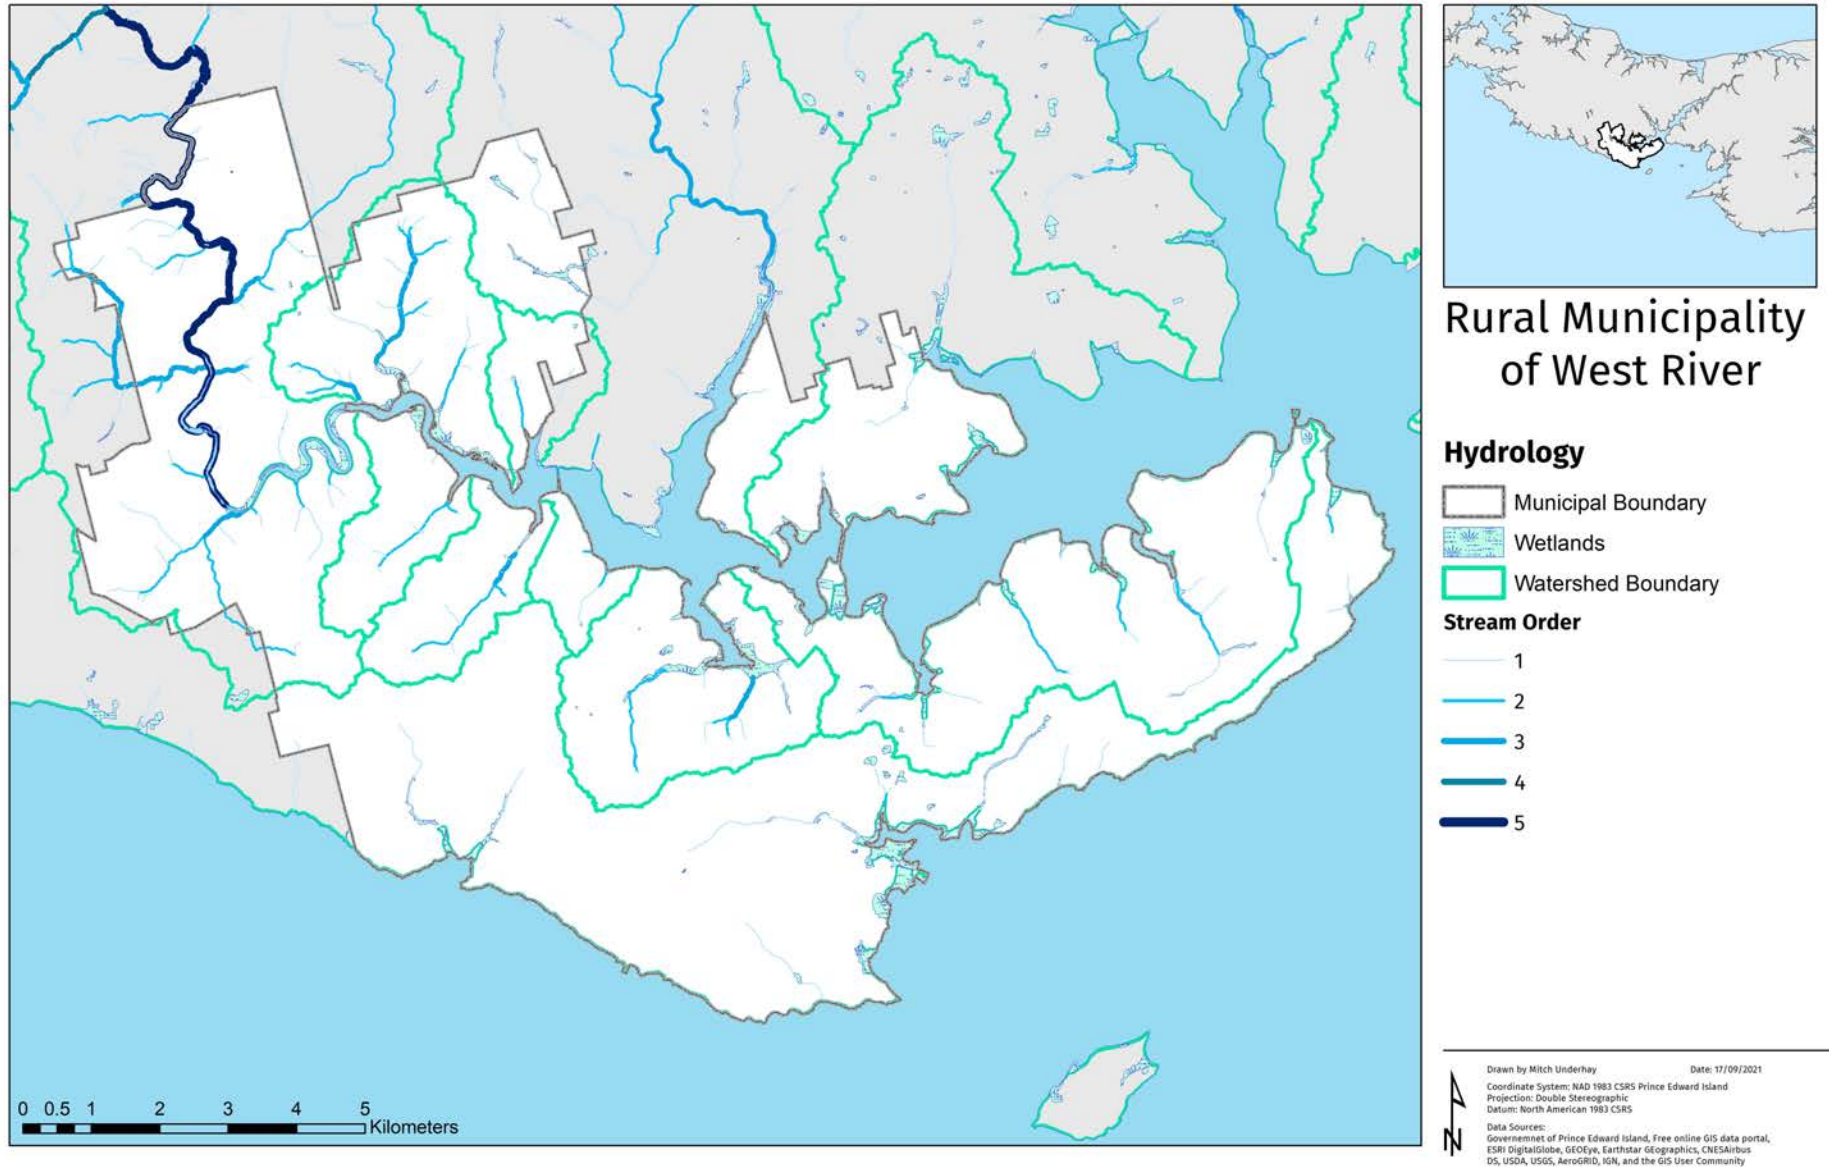 Rural Municipality
of West River
Hydrology
Municipal Boundary
Wetlands
Watershed Boundary
Stream Order
1
2
3
4
5
0 0.5 1 2 3 4 5
Kilometers
N
Drawn by Mitch Underhay Date: 17/09/2021
Coordinate System: NAD 1983 CSRS Prince Edward Island
Projection: Double Stereographic
Datum: North American 1983 CSRS
Data Sources:
Governemnet of Prince Edward Island, Free online GIS data portal,
ESRI DigitalGlobe, GEOEye, Earthstar GEographics, CNESAirbus
DS, USDA, USGS, AeroGRID, IGN, and the GIS User Community